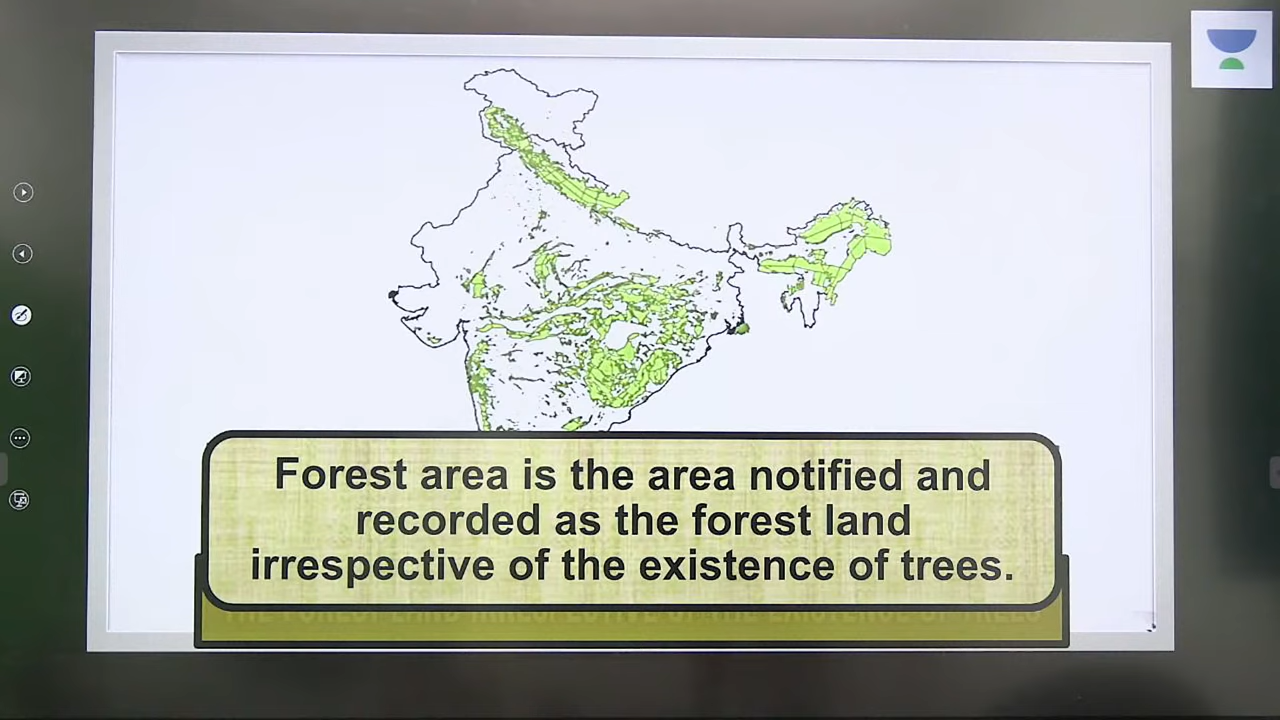 Forest area is the area notified and
recorded as the forest land
irrespective of the existence of trees.